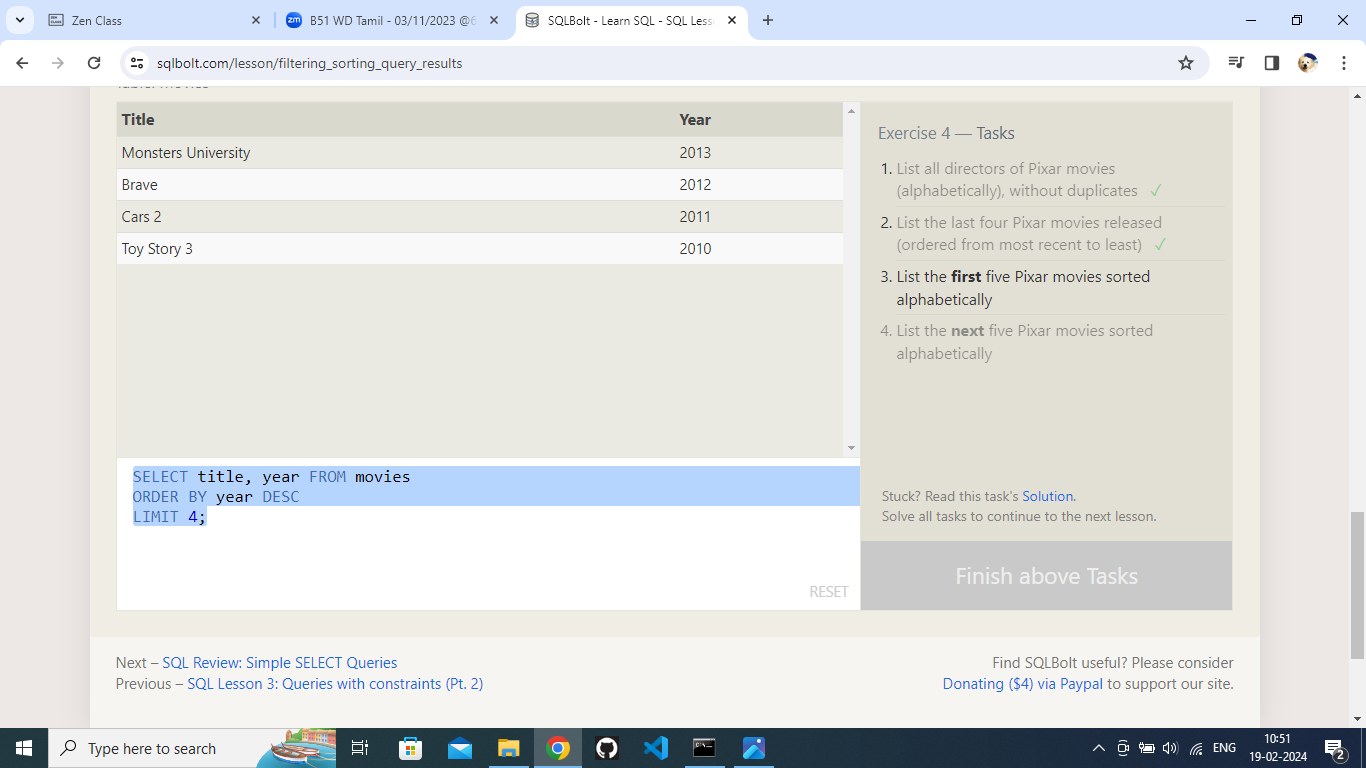 Zen Class
B51 WD Tamil - 03/11/2023 @6
SQLBolt - Learn SQL - SQL Less
sqlbolt.com/lesson/filtering_sorting_query_results
Title Year
Monsters University 2013
Brave 2012
Cars 2 2011
Toy Story 3 2010
SELECT title, year FROM movies
ORDER BY year DESC
LIMIT 4;
RESET
Exercise 4 — Tasks
1. List all directors of Pixar movies
(alphabetically), without duplicates ✓
2. List the last four Pixar movies released
(ordered from most recent to least) ✓
3. List the first five Pixar movies sorted
alphabetically
4. List the next five Pixar movies sorted
alphabetically
Stuck? Read this task's Solution.
Solve all tasks to continue to the next lesson.
Finish above Tasks
Next – SQL Review: Simple SELECT Queries
Previous – SQL Lesson 3: Queries with constraints (Pt. 2)
Find SQLBolt useful? Please consider
Donating ($4) via Paypal to support our site.
Type here to search
ENG
10:51
19-02-2024
2